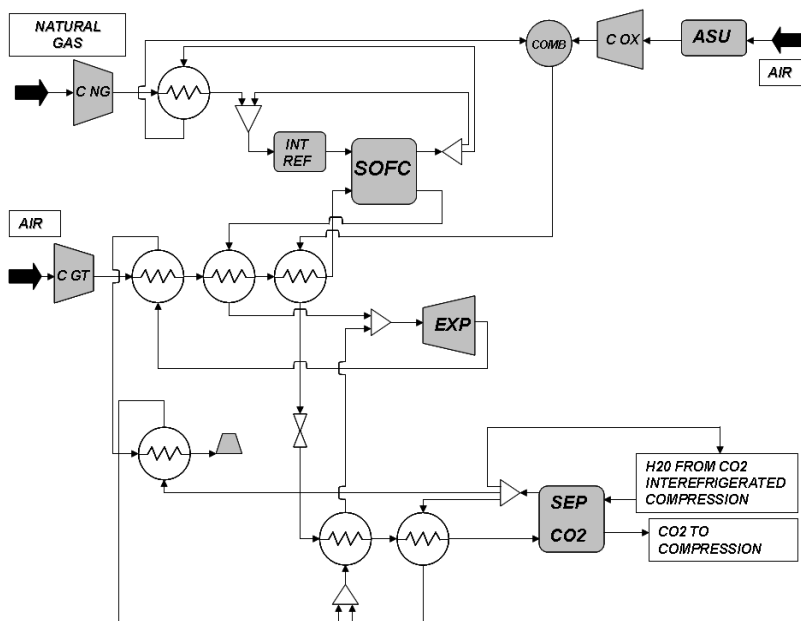 NATURAL
GAS
C NG
COMB
C OX
ASU
AIR
INT
REF
SOFC
AIR
C GT
EXP
SEP
CO2
H20 FROM CO2
INTEREFRIGERATED
COMPRESSION
CO2 TO
COMPRESSION